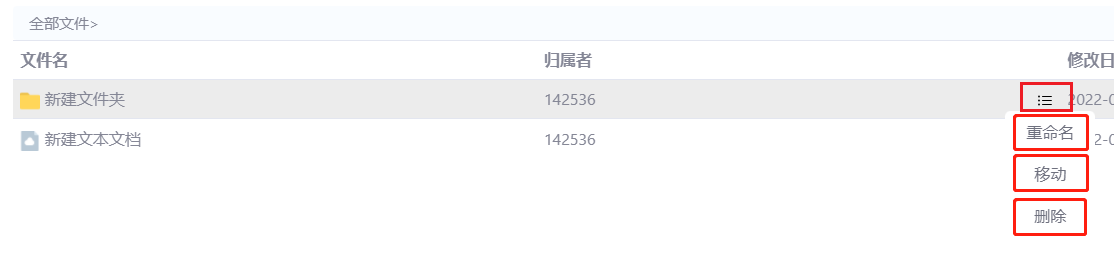 全部文件>
文件名 归属者 修改日
新建文件夹 142536 2022-0
重命名
新建文本文档 142536 2-0
移动
删除